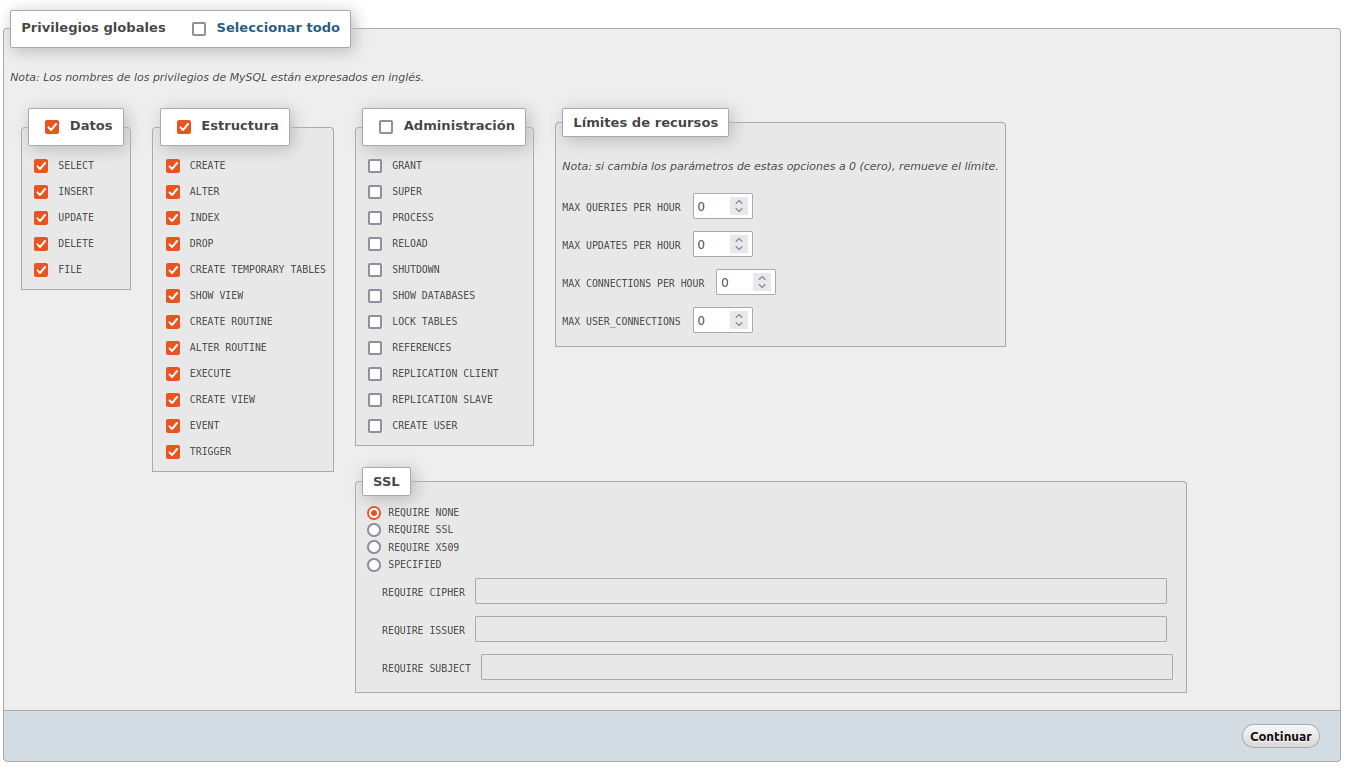 Privilegios globales Seleccionar todo
Nota: Los nombres de los privilegios de MySQL están expresados en inglés.
Datos
SELECT
INSERT
UPDATE
DELETE
FILE
Estructura
CREATE
ALTER
INDEX
DROP
CREATE TEMPORARY TABLES
SHOW VIEW
CREATE ROUTINE
ALTER ROUTINE
EXECUTE
CREATE VIEW
EVENT
TRIGGER
Administración
GRANT
SUPER
PROCESS
RELOAD
SHUTDOWN
SHOW DATABASES
LOCK TABLES
REFERENCES
REPLICATION CLIENT
REPLICATION SLAVE
CREATE USER
Límites de recursos
Nota: si cambia los parámetros de estas opciones a 0 (cero), remueve el límite.
MAX QUERIES PER HOUR 0
MAX UPDATES PER HOUR 0
MAX CONNECTIONS PER HOUR 0
MAX USER_CONNECTIONS 0
SSL
REQUIRE NONE
REQUIRE SSL
REQUIRE X509
SPECIFIED
REQUIRE CIPHER
REQUIRE ISSUER
REQUIRE SUBJECT
Continuar